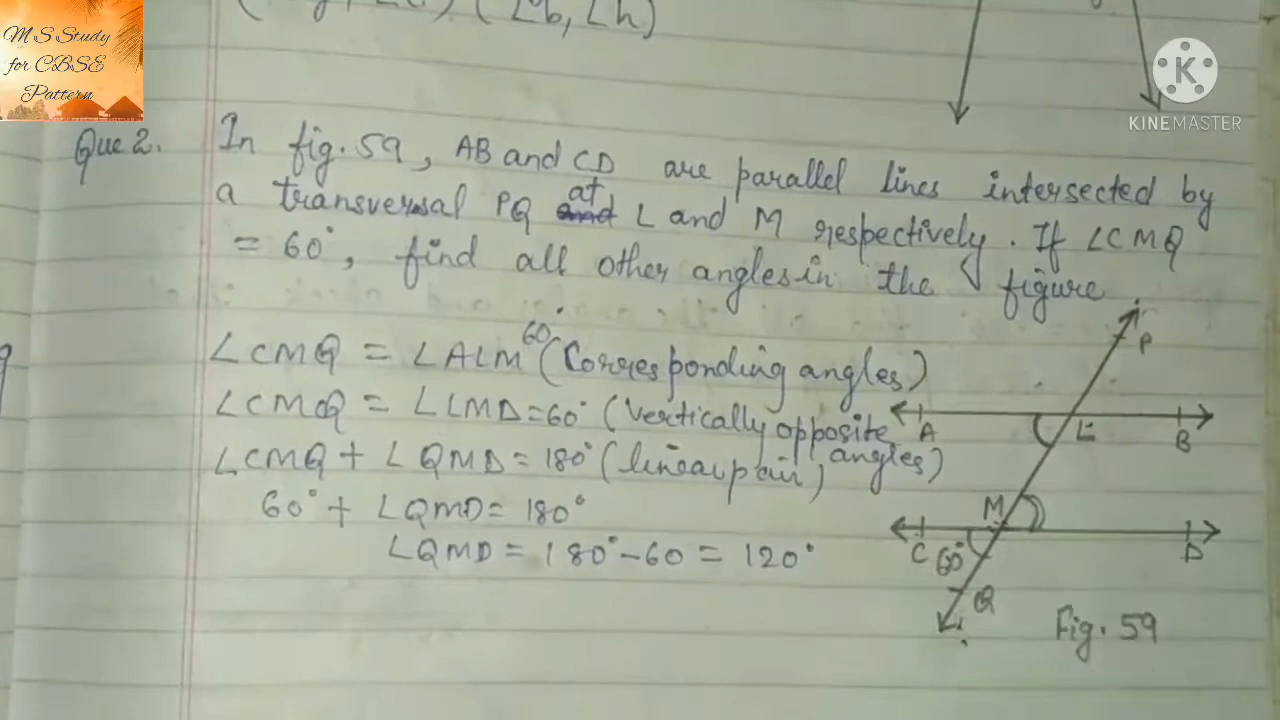 M S Study
for CBSE
Pattern
(Lb, Lh)
K
KINEMASTER
Que 2. In fig. 59, AB and CD are parallel lines intersected by
a transversal PQ at L and M respectively. If ∠CMQ
= 60°, find all other angles in the figure
∠CMQ = ∠ALM 60° (Corresponding angles)
∠CMQ = ∠LMD = 60° (Vertically opposite
angles)
∠CMQ + ∠QMD = 180° (linear pair)
60° + ∠QMD = 180°
∠QMD = 180° - 60 = 120°
P
A L B
M
C 60° D
Q
Fig. 59